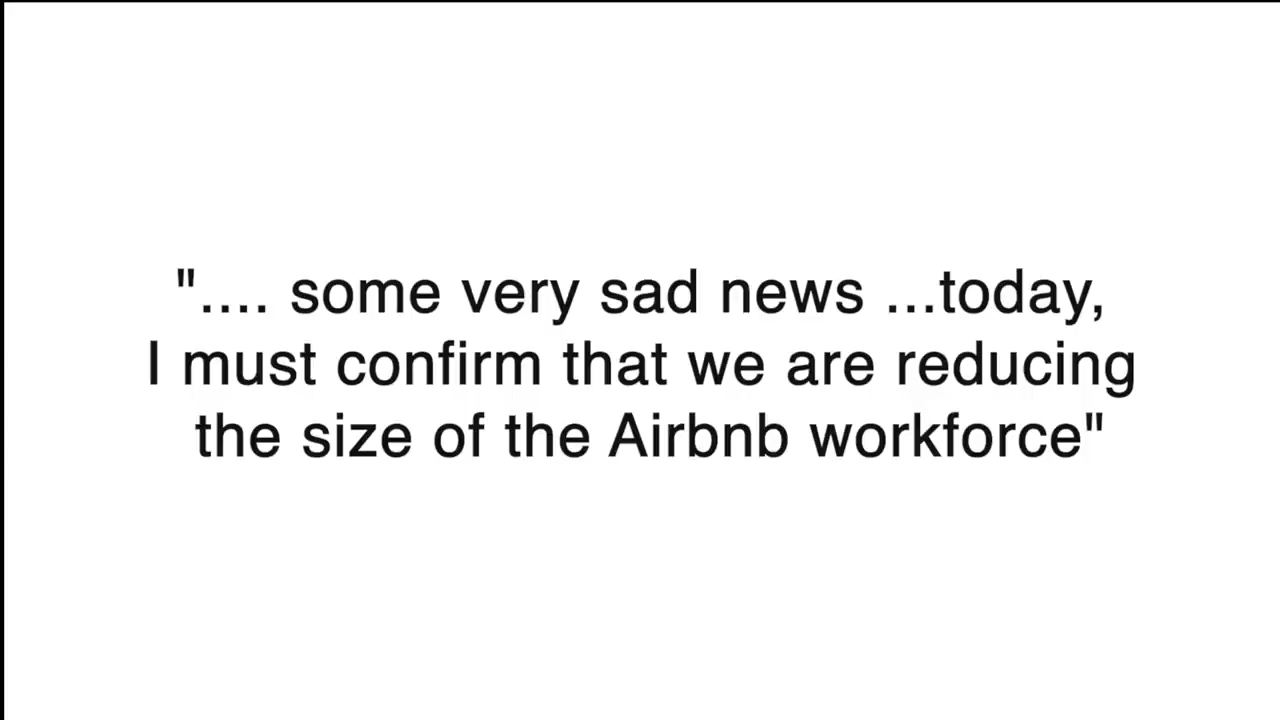 ".... some very sad news ...today,
I must confirm that we are reducing
the size of the Airbnb workforce"